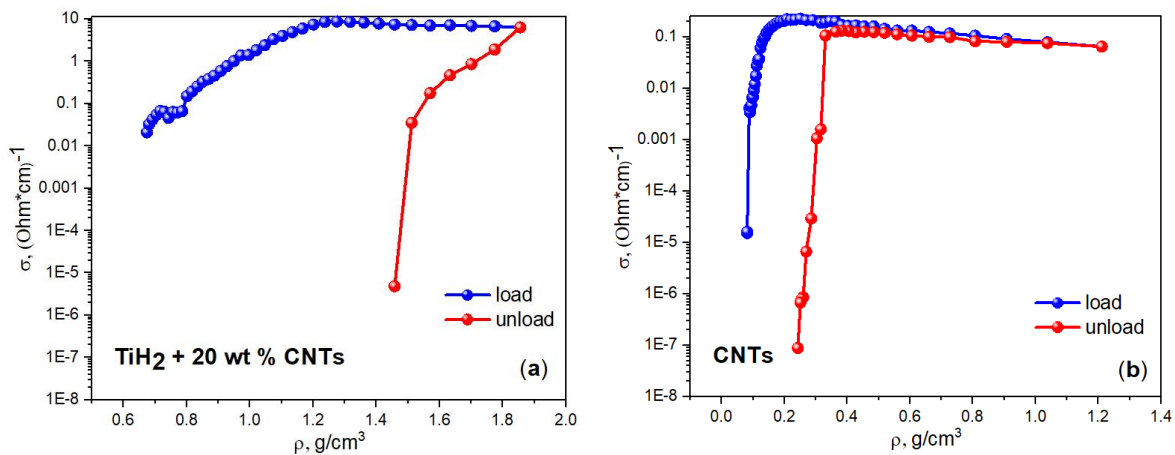 10
1
0.1
0.01
0.001
1E-4
1E-5
1E-6
1E-7
1E-8
σ, (Ohm*cm)-1
0.6 0.8 1.0 1.2 1.4 1.6 1.8 2.0
ρ, g/cm3
load
unload
TiH2 + 20 wt % CNTs
(a)
0.1
0.01
0.001
1E-4
1E-5
1E-6
1E-7
1E-8
σ, (Ohm*cm)-1
0.0 0.2 0.4 0.6 0.8 1.0 1.2 1.4
ρ, g/cm3
load
unload
CNTs
(b)